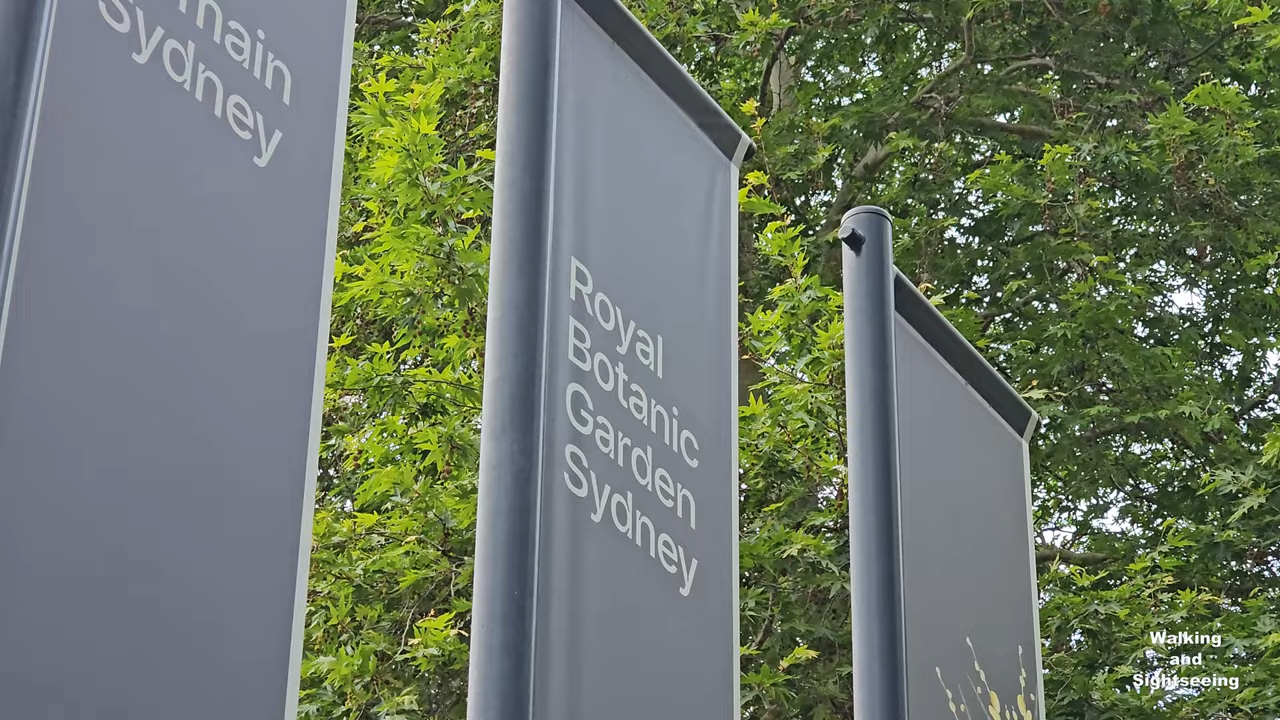 main
Sydney
Royal
Botanic
Garden
Sydney
Walking
and
Sightseeing